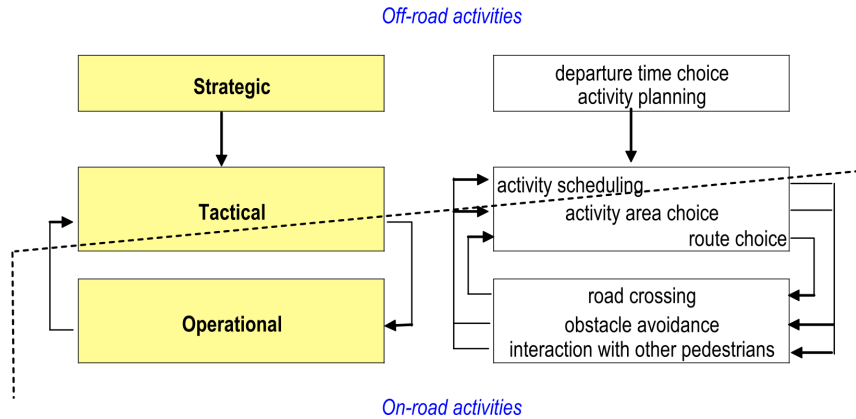 Off-road activities
Strategic
departure time choice
activity planning
Tactical
activity scheduling
activity area choice
route choice
Operational
road crossing
obstacle avoidance
interaction with other pedestrians
On-road activities